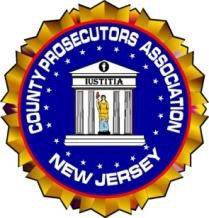 COUNTY PROSECUTORS ASSOCIATION
IUSTITIA
NEW JERSEY